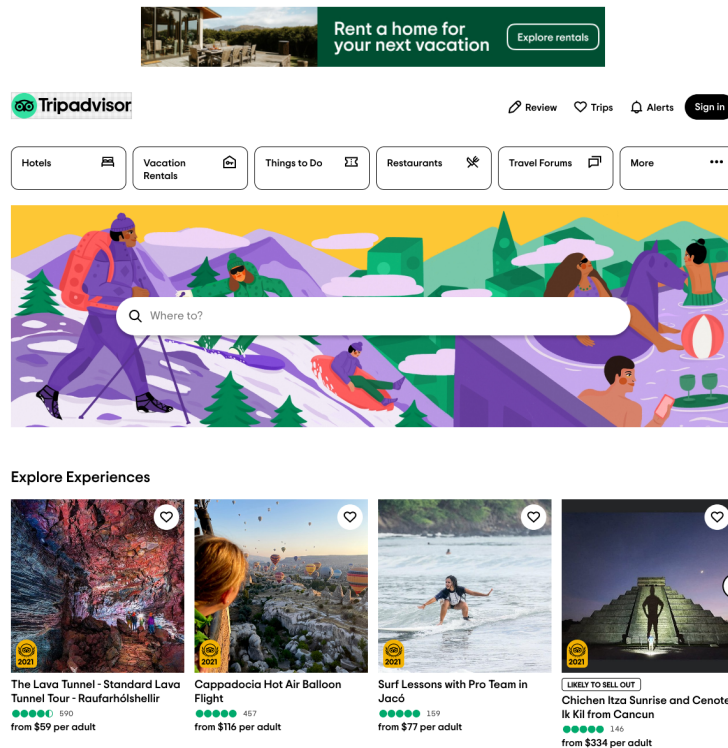 Rent a home for
your next vacation
Explore rentals
Tripadvisor
Review
Trips
Alerts
Sign in
Hotels
Vacation
Rentals
Things to Do
Restaurants
Travel Forums
More
Where to?
Explore Experiences
2021
The Lava Tunnel - Standard Lava
Tunnel Tour - Raufarhólshellir
590
from $59 per adult
2021
Cappadocia Hot Air Balloon
Flight
457
from $116 per adult
2021
Surf Lessons with Pro Team in
Jacó
159
from $77 per adult
2021
LIKELY TO SELL OUT
Chichen Itza Sunrise and Cenote
Ik Kil from Cancun
146
from $334 per adult